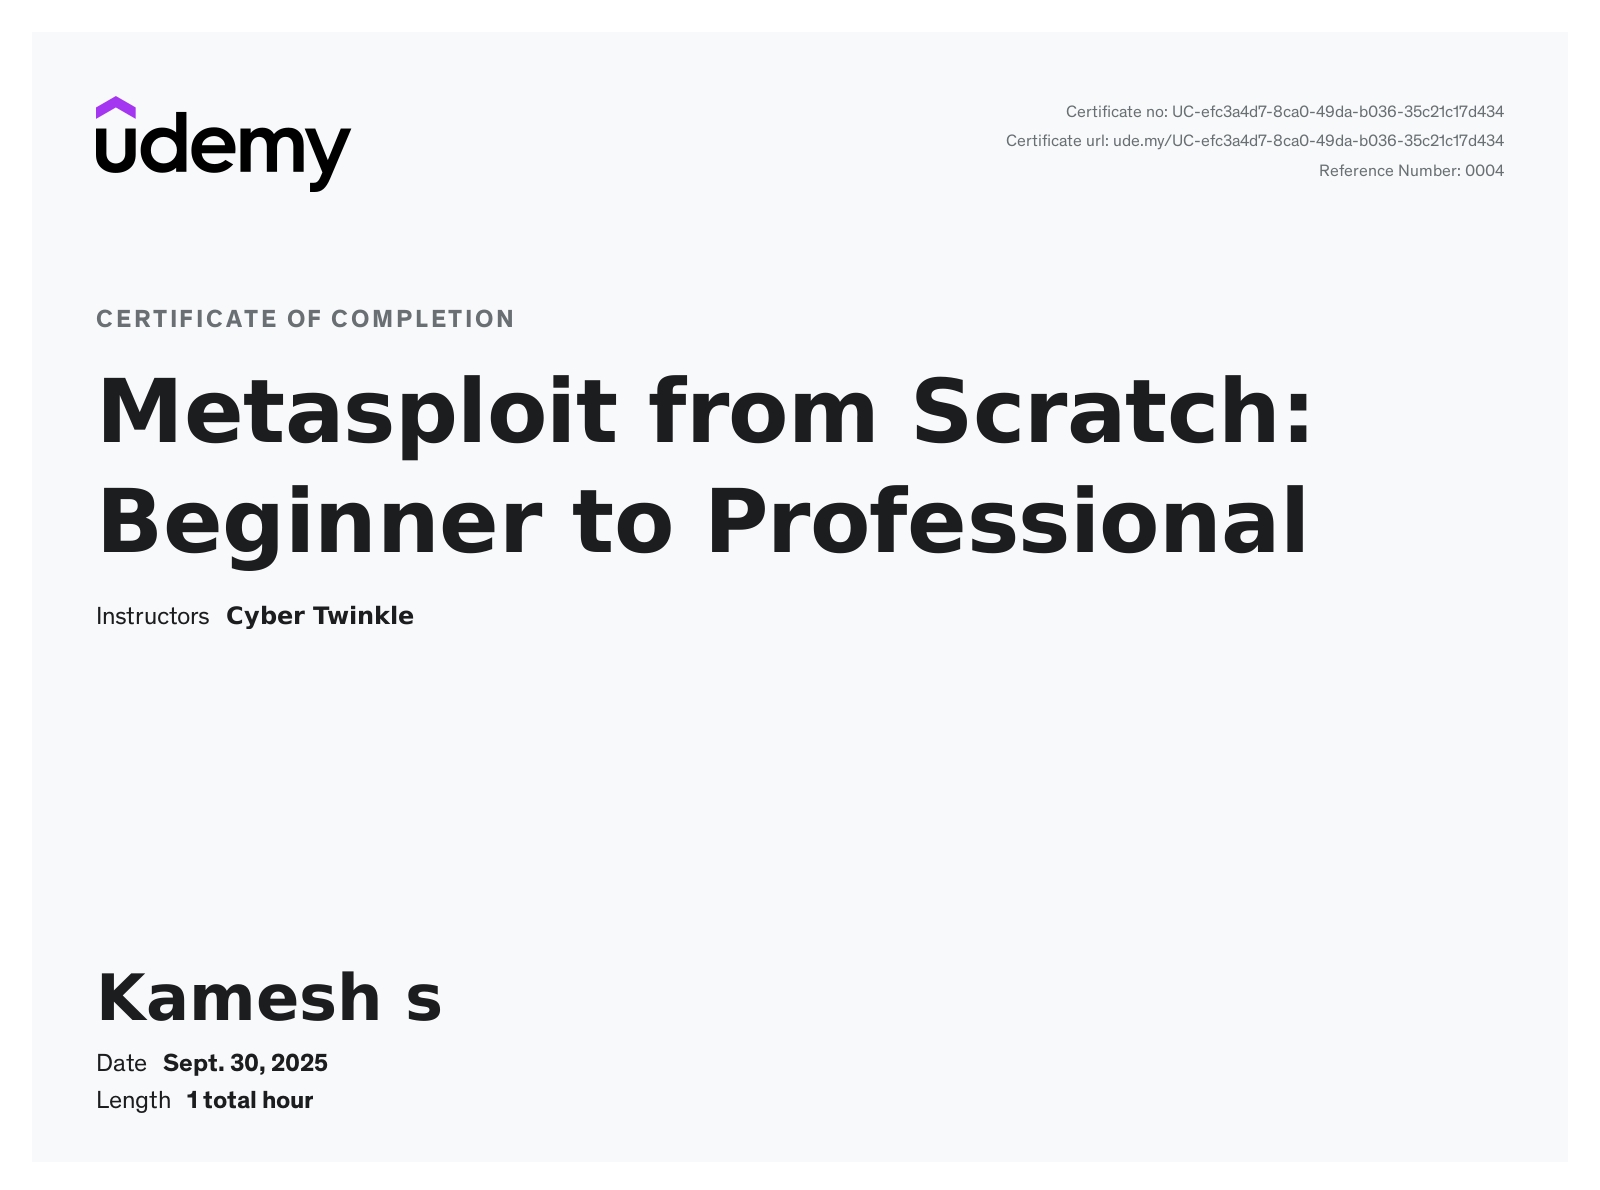 udemy
Certificate no: UC-efc3a4d7-8ca0-49da-b036-35c21c17d434
Certificate url: ude.my/UC-efc3a4d7-8ca0-49da-b036-35c21c17d434
Reference Number: 0004
CERTIFICATE OF COMPLETION
Metasploit from Scratch:
Beginner to Professional
Instructors Cyber Twinkle
Kamesh s
Date Sept. 30, 2025
Length 1 total hour